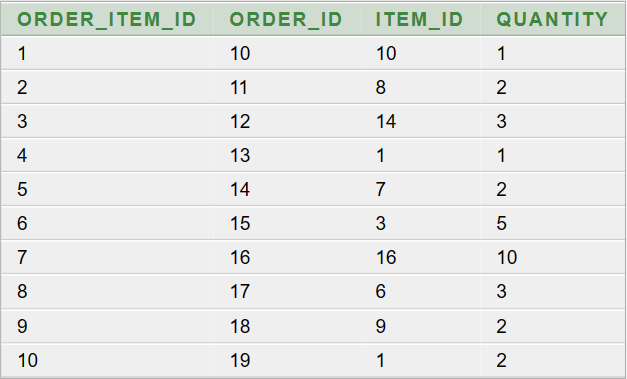 ORDER_ITEM_ID ORDER_ID ITEM_ID QUANTITY
1 10 10 1
2 11 8 2
3 12 14 3
4 13 1 1
5 14 7 2
6 15 3 5
7 16 16 10
8 17 6 3
9 18 9 2
10 19 1 2